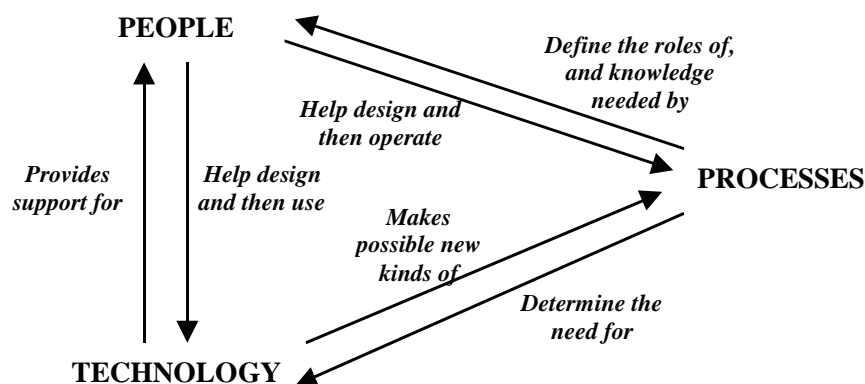 PEOPLE
Define the roles of,
and knowledge
needed by
Help design and
then operate
Provides
support for
Help design
and then use
PROCESSES
Makes
possible new
kinds of
Determine the
need for
TECHNOLOGY